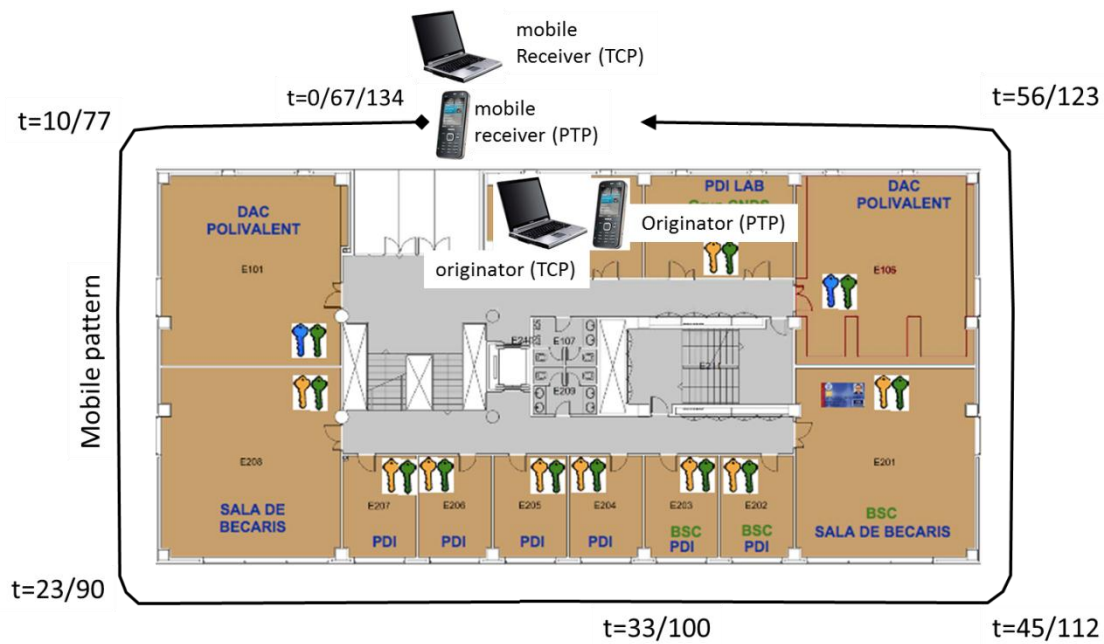 mobile
Receiver (TCP)
t=0/67/134
mobile
receiver (PTP)
t=56/123
t=10/77
DAC
POLIVALENT
E101
PDI LAB
Originator (PTP)
originator (TCP)
DAC
POLIVALENT
E107
E209
Mobile pattern
E208
SALA DE
BECARIS
E207
PDI
E206
PDI
E205
PDI
E204
PDI
E203
BSC
PDI
E202
BSC
PDI
E201
BSC
SALA DE BECARIS
t=23/90
t=33/100
t=45/112